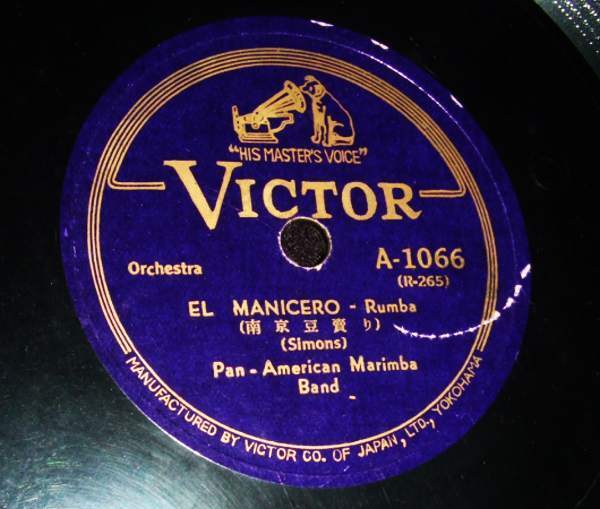 "HIS MASTER'S VOICE"
VICTOR
Orchestra
A-1066
(R-265)
EL MANICERO - Rumba
(南京豆賣り)
(Simons)
Pan-American Marimba
Band
MANUFACTURED BY VICTOR CO. OF JAPAN, LTD., YOKOHAMA